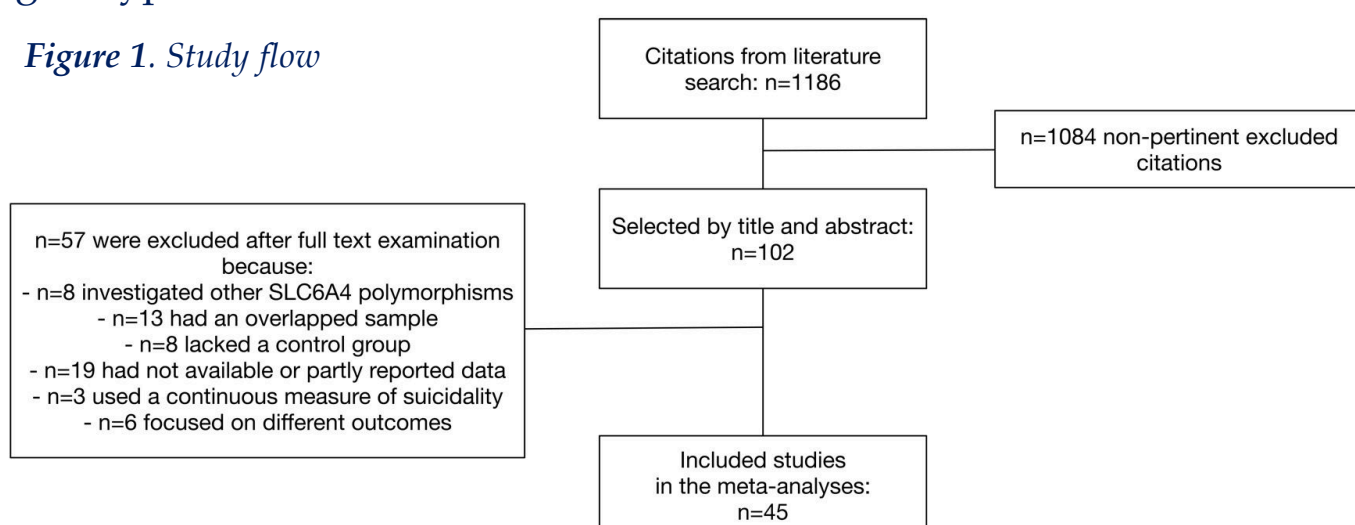 Figure 1. Study flow
Citations from literature
search: n=1186
n=1084 non-pertinent excluded
citations
Selected by title and abstract:
n=102
n=57 were excluded after full text examination
because:
- n=8 investigated other SLC6A4 polymorphisms
- n=13 had an overlapped sample
- n=8 lacked a control group
- n=19 had not available or partly reported data
- n=3 used a continuous measure of suicidality
- n=6 focused on different outcomes
Included studies
in the meta-analyses:
n=45